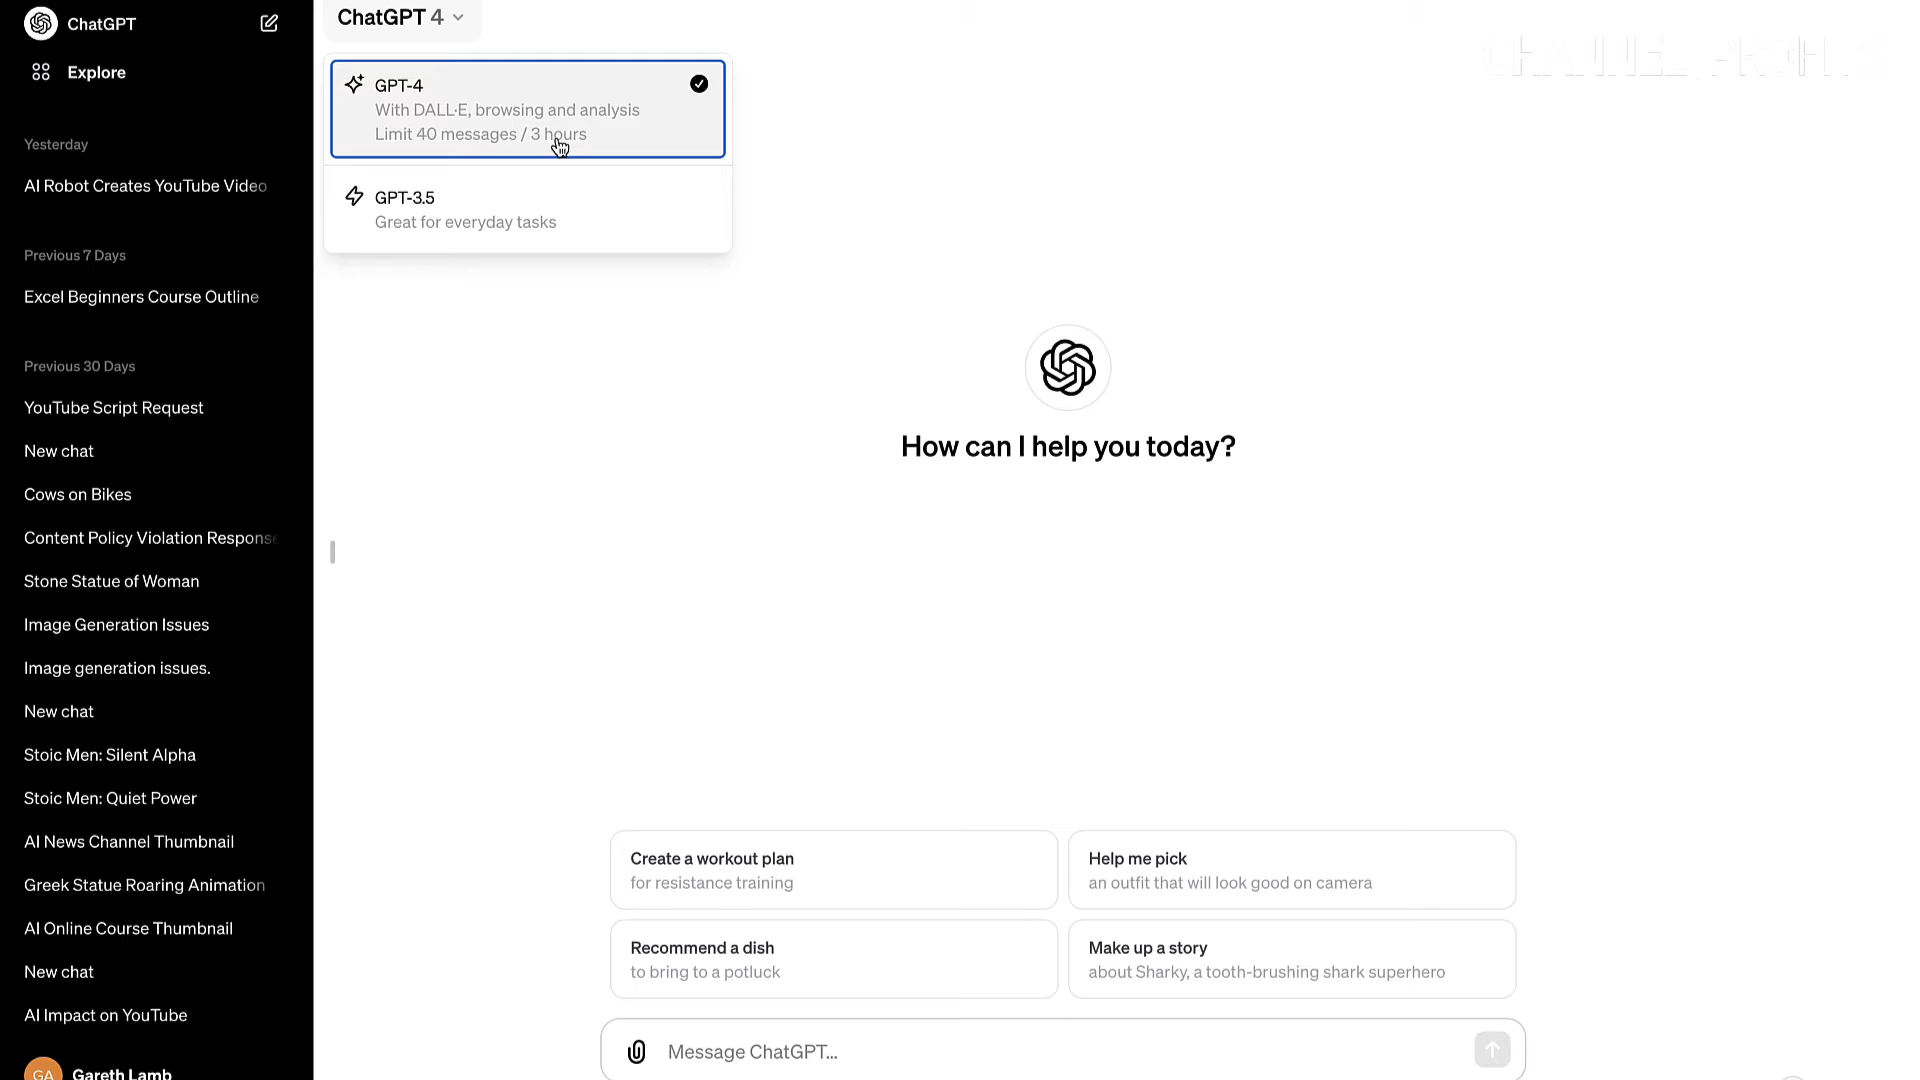 ChatGPT
Explore
Yesterday
AI Robot Creates YouTube Video
Previous 7 Days
Excel Beginners Course Outline
Previous 30 Days
YouTube Script Request
New chat
Cows on Bikes
Content Policy Violation Response
Stone Statue of Woman
Image Generation Issues
Image generation issues.
New chat
Stoic Men: Silent Alpha
Stoic Men: Quiet Power
AI News Channel Thumbnail
Greek Statue Roaring Animation
AI Online Course Thumbnail
New chat
AI Impact on YouTube
GA Gareth Lamb
ChatGPT 4
GPT-4
With DALL·E, browsing and analysis
Limit 40 messages / 3 hours
GPT-3.5
Great for everyday tasks
How can I help you today?
Create a workout plan
for resistance training
Help me pick
an outfit that will look good on camera
Recommend a dish
to bring to a potluck
Make up a story
about Sharky, a tooth-brushing shark superhero
Message ChatGPT...